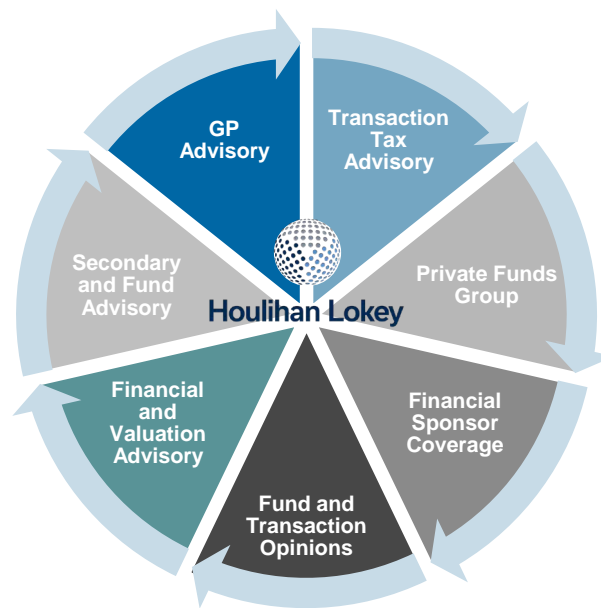 GP
Advisory
Transaction
Tax
Advisory
Private Funds
Group
Financial
Sponsor
Coverage
Fund and
Transaction
Opinions
Financial
and
Valuation
Advisory
Secondary
and Fund
Advisory
Houlihan Lokey